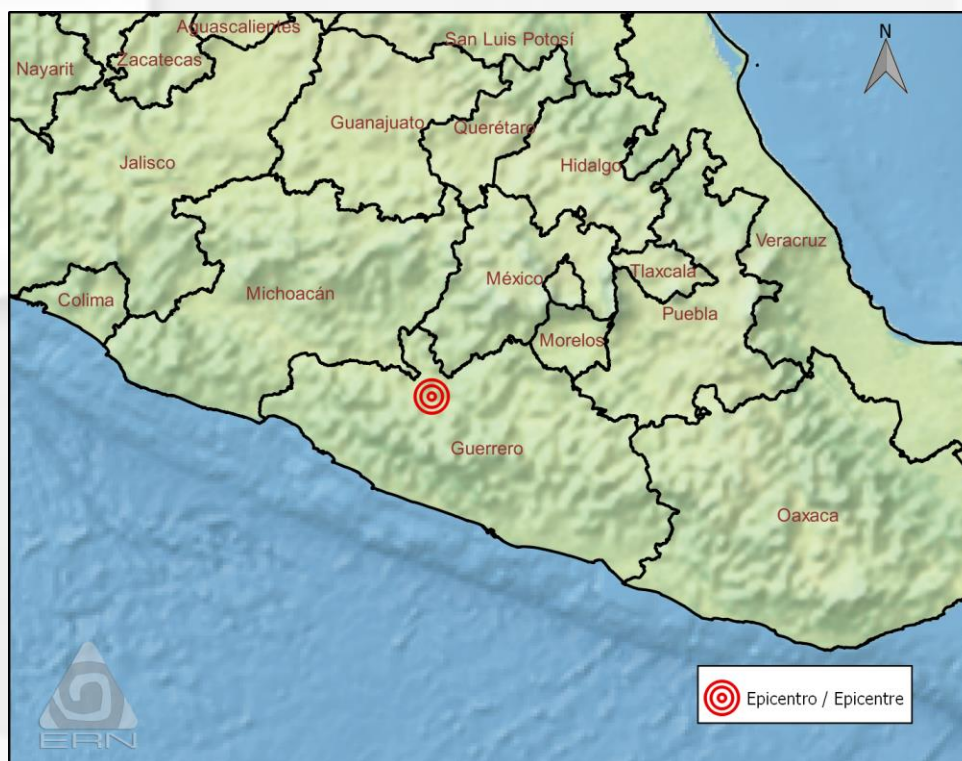 Aguascalientes
N
San Luis Potosí
Zacatecas
Nayarit
Guanajuato
Querétaro
Jalisco
Hidalgo
Veracruz
Tlaxcala
México
Michoacán
Colima
Puebla
Morelos
Guerrero
Oaxaca
Epicentro / Epicentre
ERN